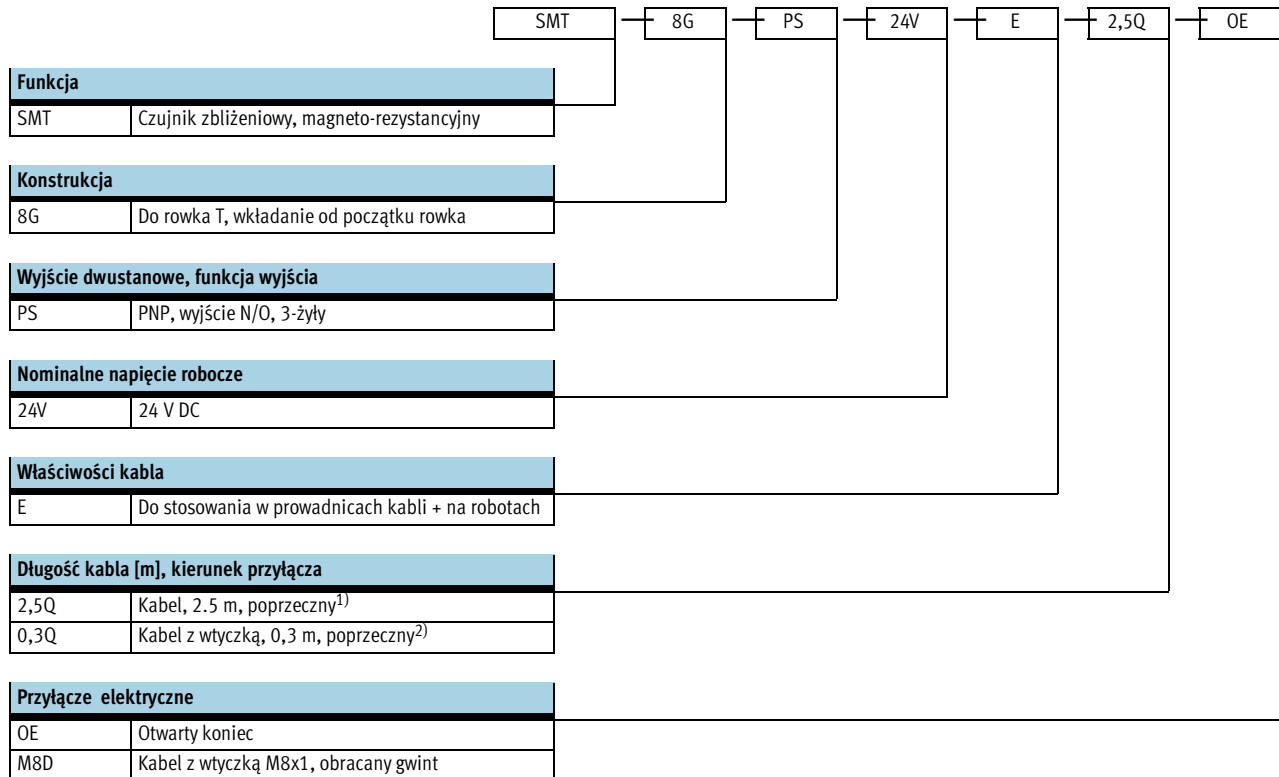 SMT — 8G — PS — 24V — E — 2,5Q — OE
Funkcja
SMT Czujnik zbliżeniowy, magneto-rezystancyjny
Konstrukcja
8G Do rowka T, wkładanie od początku rowka
Wyjście dwustanowe, funkcja wyjścia
PS PNP, wyjście N/O, 3-żyły
Nominalne napięcie robocze
24V 24 V DC
Właściwości kabla
E Do stosowania w prowadnicach kabli + na robotach
Długość kabla [m], kierunek przyłącza
2,5Q Kabel, 2.5 m, poprzeczny1)
0,3Q Kabel z wtyczką, 0,3 m, poprzeczny2)
Przyłącze elektryczne
OE Otwarty koniec
M8D Kabel z wtyczką M8x1, obracany gwint